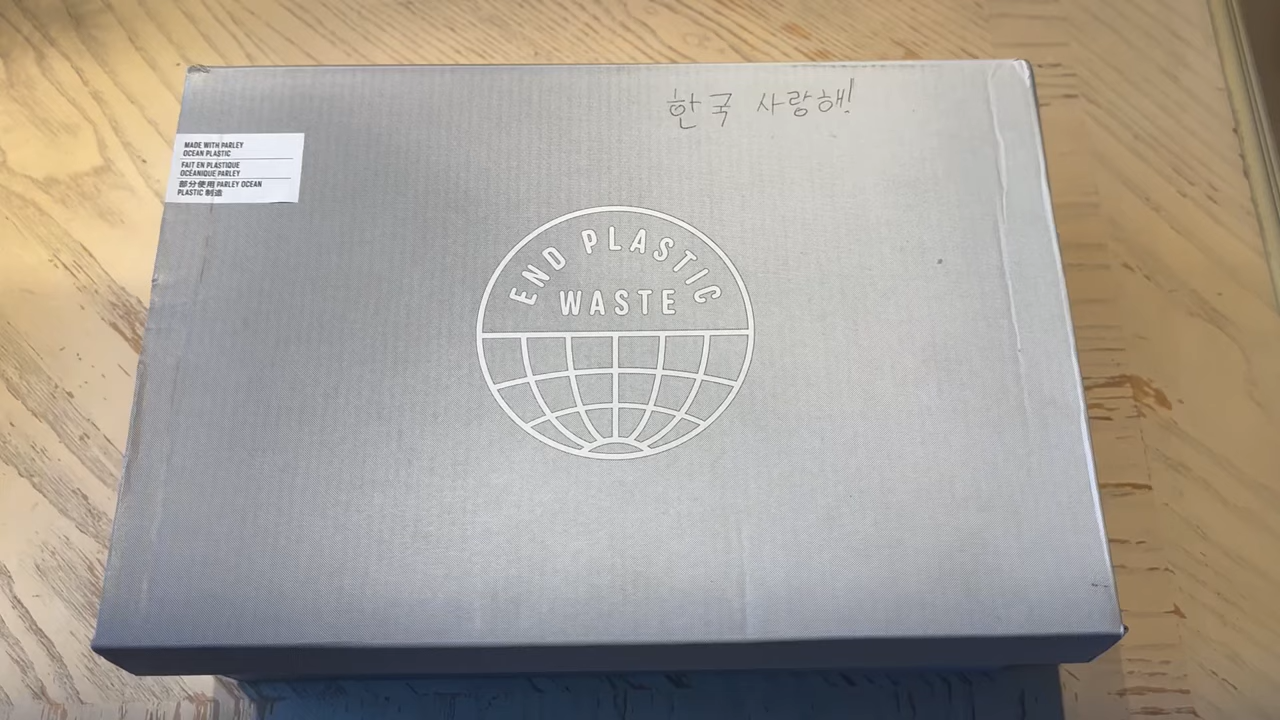 한국 사랑해!
MADE WITH PARLEY
OCEAN PLASTIC
FAIT EN PLASTIQUE
OCÉANIQUE PARLEY
部分使用 PARLEY OCEAN
PLASTIC 制造
END PLASTIC
WASTE